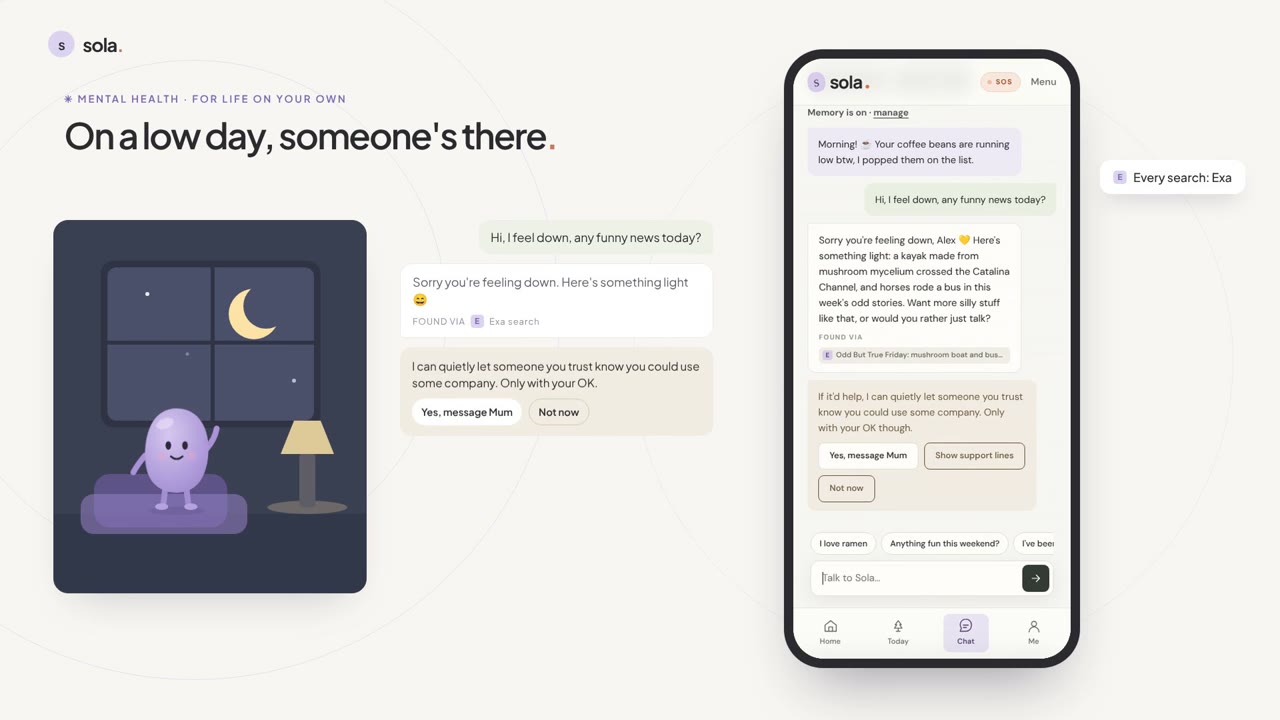 s sola.
✳ MENTAL HEALTH · FOR LIFE ON YOUR OWN
On a low day, someone's there.
Hi, I feel down, any funny news today?
Sorry you're feeling down. Here's something light
😄
FOUND VIA E Exa search
I can quietly let someone you trust know you could use
some company. Only with your OK.
Yes, message Mum
Not now
S sola.
SOS
Menu
Memory is on · manage
Morning! ☕ Your coffee beans are running
low btw, I popped them on the list.
Hi, I feel down, any funny news today?
Sorry you're feeling down, Alex 💛 Here's
something light: a kayak made from
mushroom mycelium crossed the Catalina
Channel, and horses rode a bus in this
week's odd stories. Want more silly stuff
like that, or would you rather just talk?
FOUND VIA
E Odd But True Friday: mushroom boat and bus...
If it'd help, I can quietly let someone you trust
know you could use some company. Only
with your OK though.
Yes, message Mum
Show support lines
Not now
I love ramen
Anything fun this weekend?
I've been
Talk to Sola...
→
Home
Today
Chat
Me
E Every search: Exa